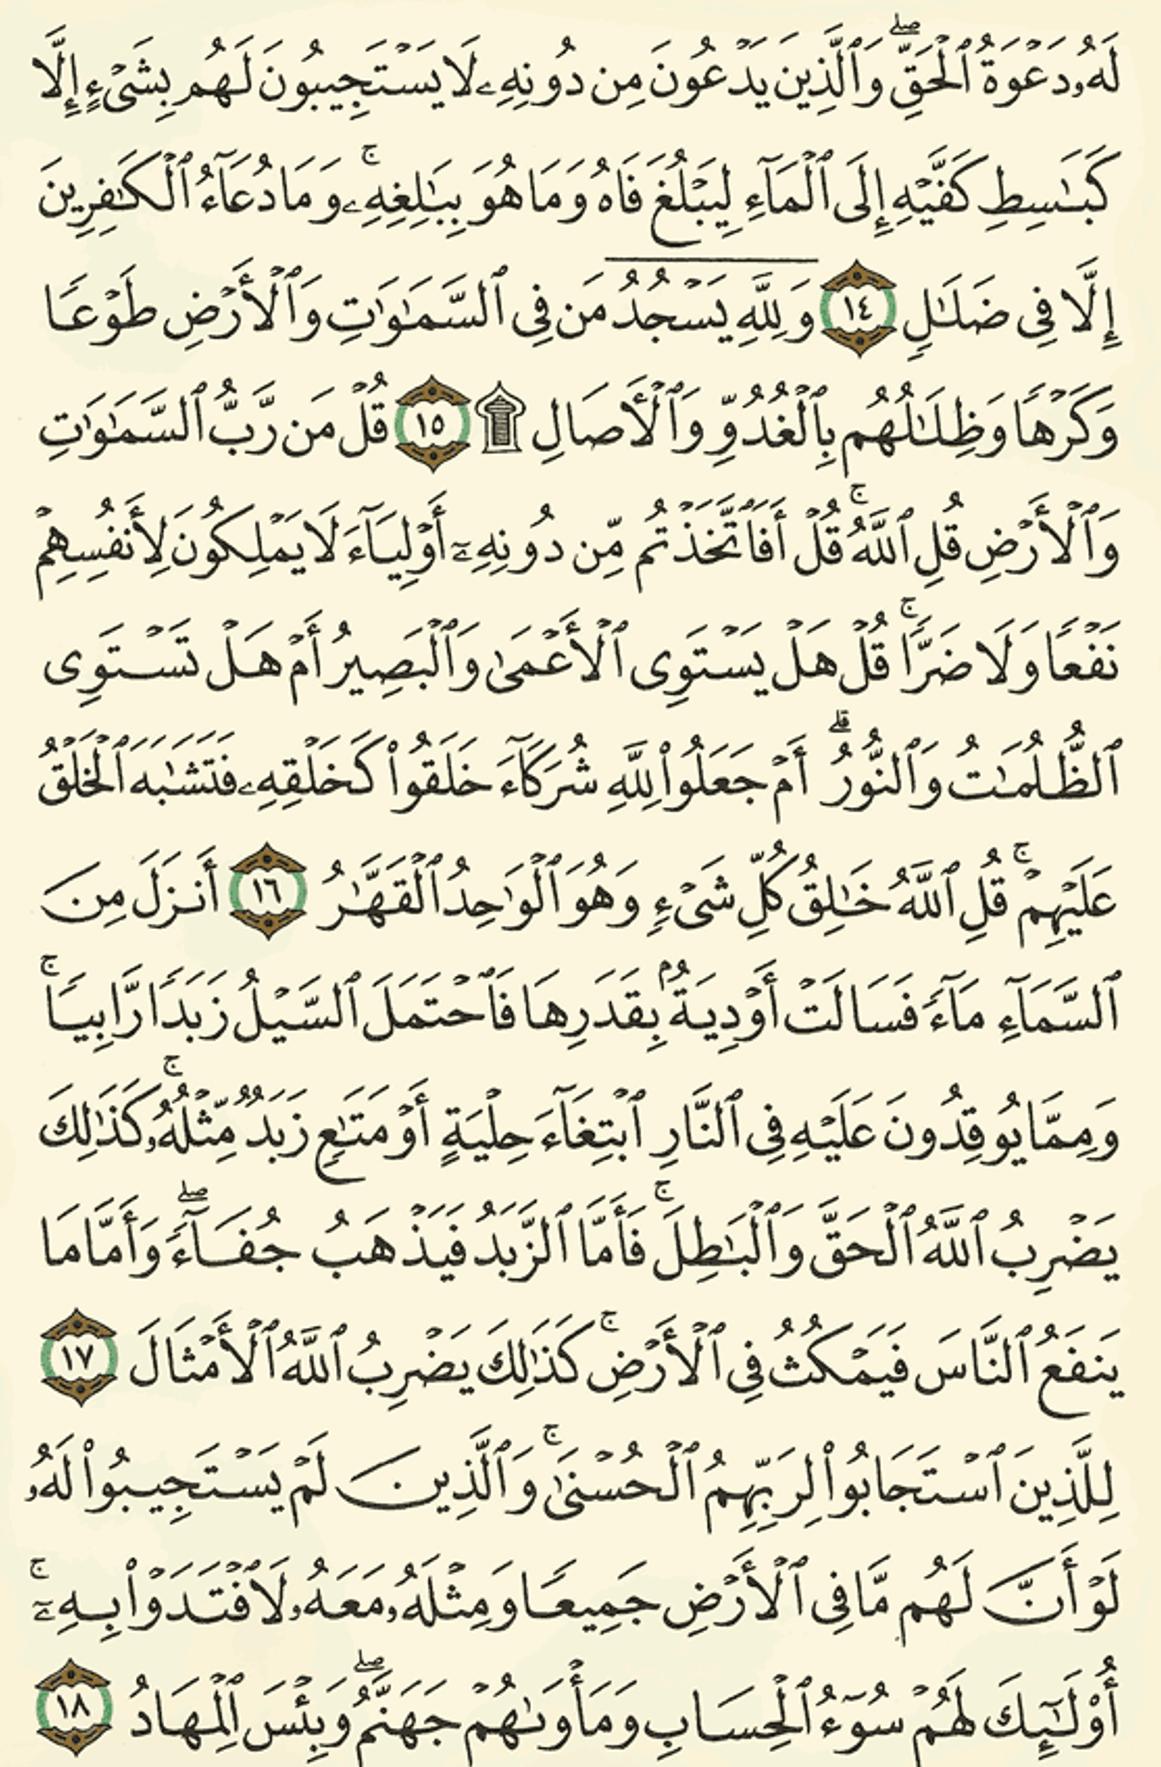 لَهُۥ دَعْوَةُ ٱلْحَقِّ ۖ وَٱلَّذِينَ يَدْعُونَ مِن دُونِهِۦ لَا يَسْتَجِيبُونَ لَهُم بِشَىْءٍ إِلَّا
كَبَـٰسِطِ كَفَّيْهِ إِلَى ٱلْمَآءِ لِيَبْلُغَ فَاهُ وَمَا هُوَ بِبَـٰلِغِهِۦ ۚ وَمَا دُعَآءُ ٱلْكَـٰفِرِينَ
إِلَّا فِى ضَلَـٰلٍ ١٤ وَلِلَّهِ يَسْجُدُ مَن فِى ٱلسَّمَـٰوَٰتِ وَٱلْأَرْضِ طَوْعًا
وَكَرْهًا وَظِلَـٰلُهُم بِٱلْغُدُوِّ وَٱلْـَٔاصَالِ ۩ ١٥ قُلْ مَن رَّبُّ ٱلسَّمَـٰوَٰتِ
وَٱلْأَرْضِ قُلِ ٱللَّهُ ۚ قُلْ أَفَٱتَّخَذْتُم مِّن دُونِهِۦٓ أَوْلِيَآءَ لَا يَمْلِكُونَ لِأَنفُسِهِمْ
نَفْعًا وَلَا ضَرًّا ۚ قُلْ هَلْ يَسْتَوِى ٱلْأَعْمَىٰ وَٱلْبَصِيرُ أَمْ هَلْ تَسْتَوِى
ٱلظُّلُمَـٰتُ وَٱلنُّورُ ۗ أَمْ جَعَلُوا۟ لِلَّهِ شُرَكَآءَ خَلَقُوا۟ كَخَلْقِهِۦ فَتَشَـٰبَهَ ٱلْخَلْقُ
عَلَيْهِمْ ۚ قُلِ ٱللَّهُ خَـٰلِقُ كُلِّ شَىْءٍ وَهُوَ ٱلْوَٰحِدُ ٱلْقَهَّـٰرُ ١٦ أَنزَلَ مِنَ
ٱلسَّمَآءِ مَآءً فَسَالَتْ أَوْدِيَةٌۢ بِقَدَرِهَا فَٱحْتَمَلَ ٱلسَّيْلُ زَبَدًا رَّابِيًا ۚ
وَمِمَّا يُوقِدُونَ عَلَيْهِ فِى ٱلنَّارِ ٱبْتِغَآءَ حِلْيَةٍ أَوْ مَتَـٰعٍ زَبَدٌ مِّثْلُهُۥ ۚ كَذَٰلِكَ
يَضْرِبُ ٱللَّهُ ٱلْحَقَّ وَٱلْبَـٰطِلَ ۚ فَأَمَّا ٱلزَّبَدُ فَيَذْهَبُ جُفَآءً ۖ وَأَمَّا مَا
يَنفَعُ ٱلنَّاسَ فَيَمْكُثُ فِى ٱلْأَرْضِ ۚ كَذَٰلِكَ يَضْرِبُ ٱللَّهُ ٱلْأَمْثَالَ ١٧
لِلَّذِينَ ٱسْتَجَابُوا۟ لِرَبِّهِمُ ٱلْحُسْنَىٰ ۚ وَٱلَّذِينَ لَمْ يَسْتَجِيبُوا۟ لَهُۥ
لَوْ أَنَّ لَهُم مَّا فِى ٱلْأَرْضِ جَمِيعًا وَمِثْلَهُۥ مَعَهُۥ لَٱفْتَدَوْا۟ بِهِۦٓ ۚ
أُو۟لَـٰٓئِكَ لَهُمْ سُوٓءُ ٱلْحِسَابِ وَمَأْوَىٰهُمْ جَهَنَّمُ ۖ وَبِئْسَ ٱلْمِهَادُ ١٨